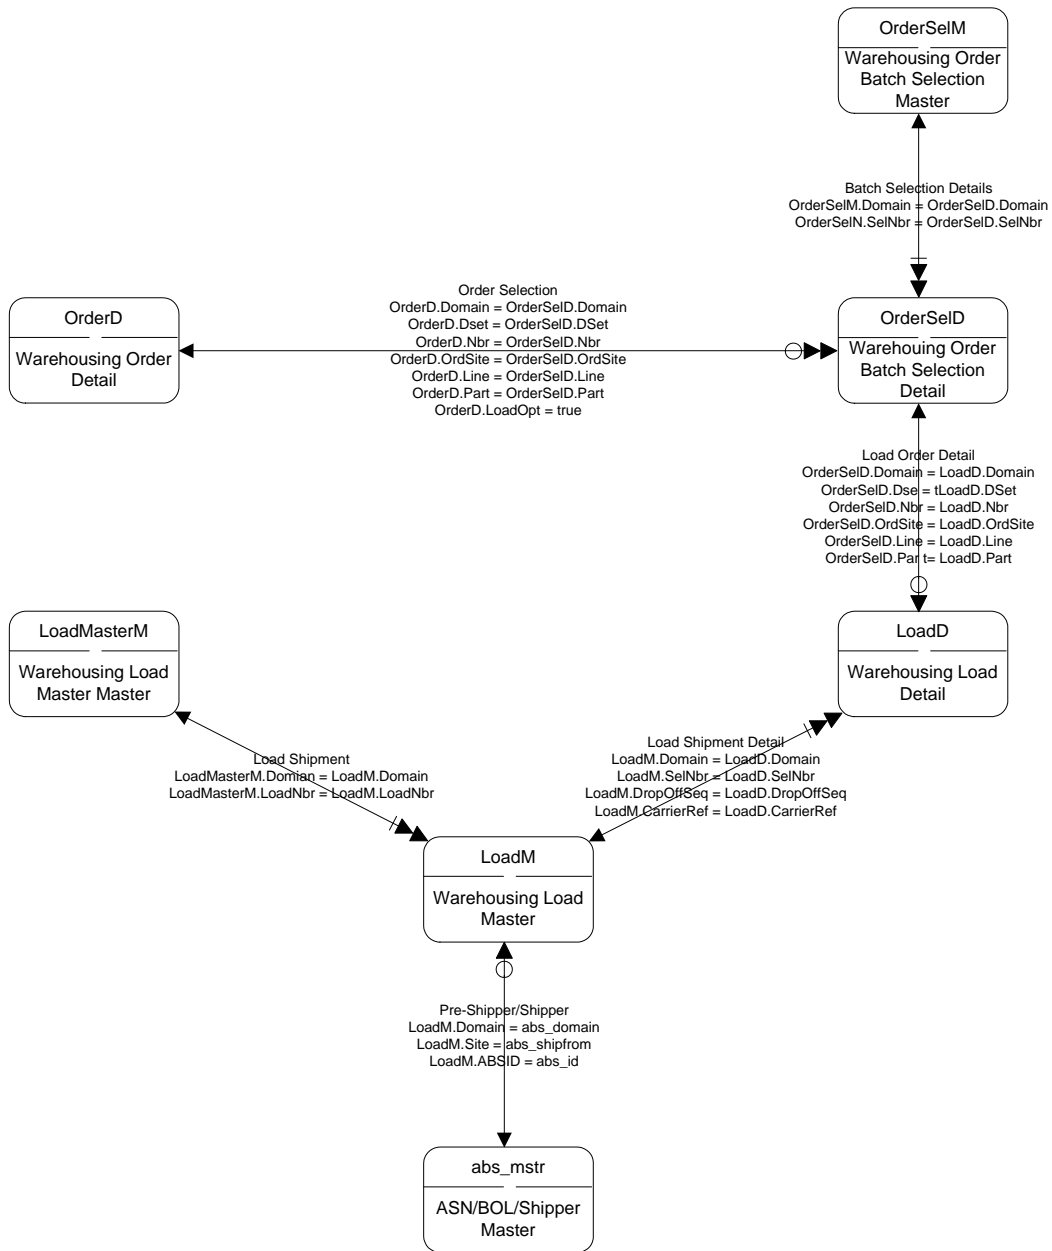 OrderSelM
Warehousing Order
Batch Selection
Master
Batch Selection Details
OrderSelM.Domain = OrderSelD.Domain
OrderSelN.SelNbr = OrderSelD.SelNbr
OrderD
Warehousing Order
Detail
Order Selection
OrderD.Domain = OrderSelD.Domain
OrderD.Dset = OrderSelD.DSet
OrderD.Nbr = OrderSelD.Nbr
OrderD.OrdSite = OrderSelD.OrdSite
OrderD.Line = OrderSelD.Line
OrderD.Part = OrderSelD.Part
OrderD.LoadOpt = true
OrderSelD
Warehouing Order
Batch Selection
Detail
Load Order Detail
OrderSelD.Domain = LoadD.Domain
OrderSelD.Dse = tLoadD.DSet
OrderSelD.Nbr = LoadD.Nbr
OrderSelD.OrdSite = LoadD.OrdSite
OrderSelD.Line = LoadD.Line
OrderSelD.Par t= LoadD.Part
LoadMasterM
Warehousing Load
Master Master
LoadD
Warehousing Load
Detail
Load Shipment
LoadMasterM.Domian = LoadM.Domain
LoadMasterM.LoadNbr = LoadM.LoadNbr
Load Shipment Detail
LoadM.Domain = LoadD.Domain
LoadM.SelNbr = LoadD.SelNbr
LoadM.DropOffSeq = LoadD.DropOffSeq
LoadM.CarrierRef = LoadD.CarrierRef
LoadM
Warehousing Load
Master
Pre-Shipper/Shipper
LoadM.Domain = abs_domain
LoadM.Site = abs_shipfrom
LoadM.ABSID = abs_id
abs_mstr
ASN/BOL/Shipper
Master